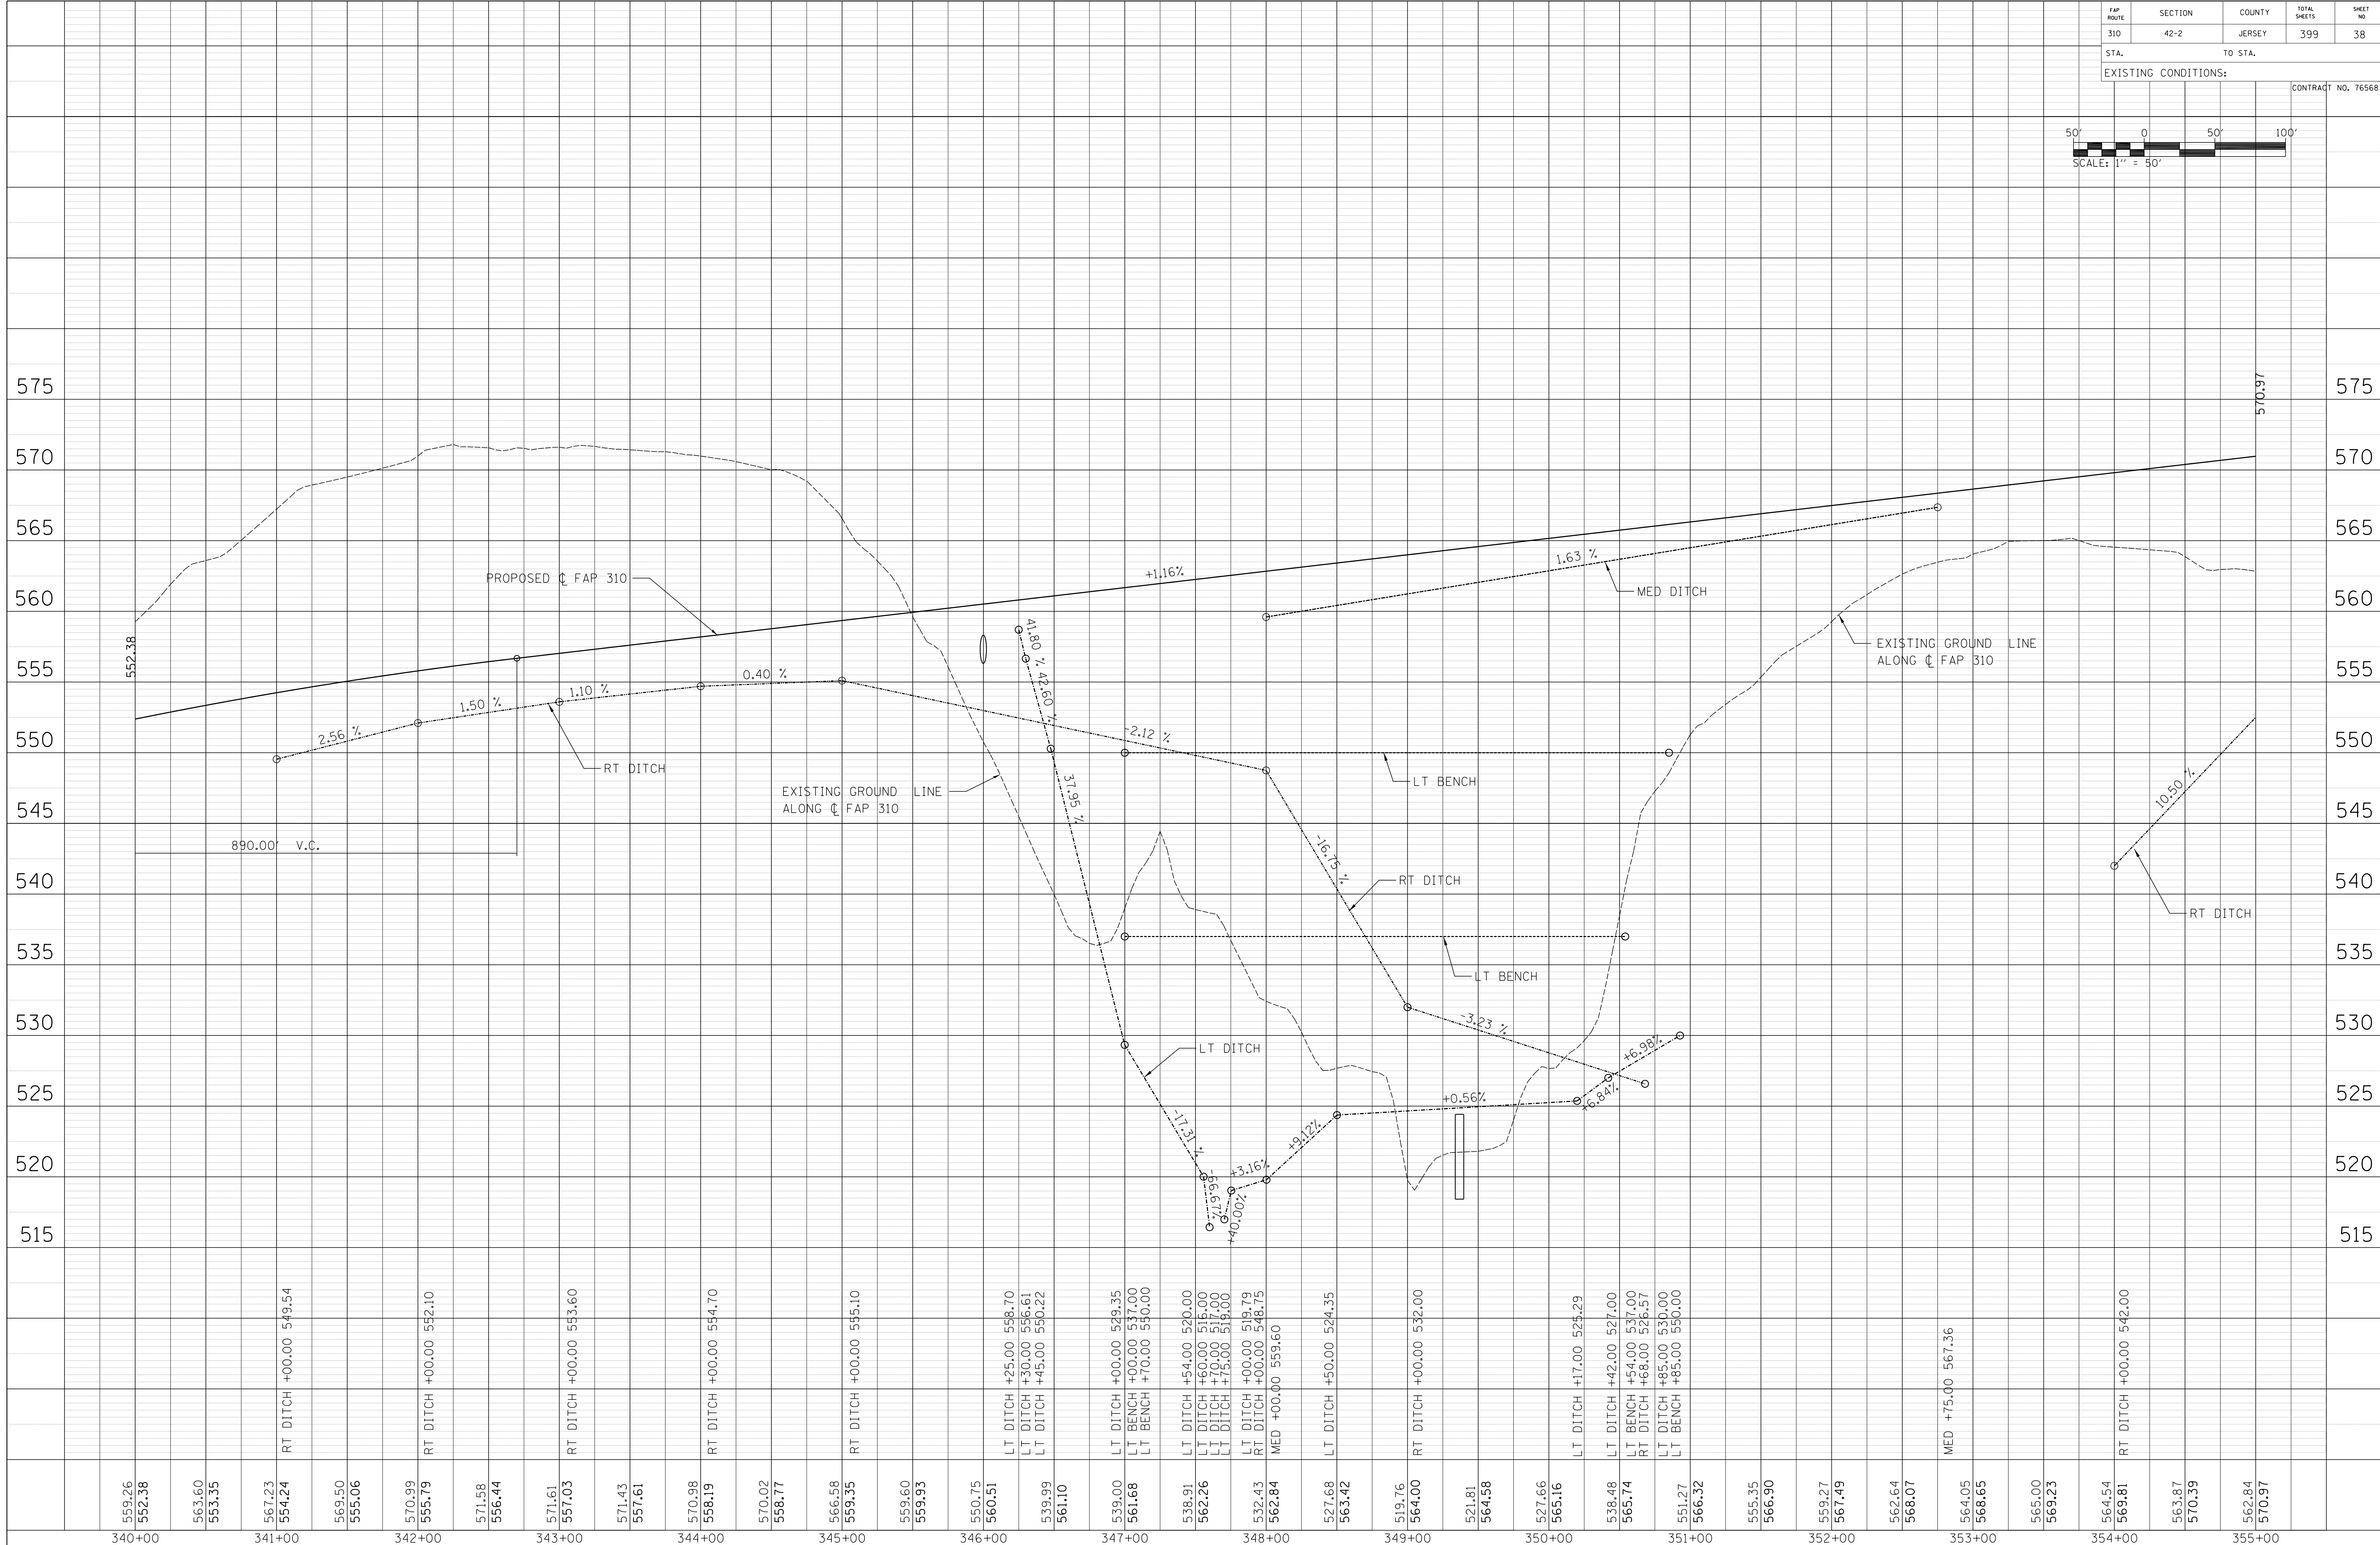 FAP ROUTE SECTION COUNTY TOTAL SHEETS SHEET NO
310 42-2 JERSEY 399 38
STA. TO STA.
EXISTING CONDITIONS:
CONTRACT NO. 76568
50' 0 50' 100'
SCALE: 1'' = 50'
575 575
570.97
570 570
565 565
560 560
555 555
550 550
545 545
540 540
535 535
530 530
525 525
520 520
515 515
552.38
PROPOSED ℄ FAP 310
+1.16%
1.63 %
MED DITCH
EXISTING GROUND LINE
ALONG ℄ FAP 310
2.56 %
1.50 %
1.10 %
0.40 %
RT DITCH
41.80 %
42.60 %
37.95 %
-2.12 %
LT BENCH
EXISTING GROUND LINE
ALONG ℄ FAP 310
890.00' V.C.
-16.75 %
RT DITCH
10.50 %
RT DITCH
LT BENCH
-3.23 %
LT DITCH
+6.98%
+6.84%
+0.56%
-17.31 %
-66.67%
+40.00%
+3.16%
+9.12%
RT DITCH +00.00 549.54
RT DITCH +00.00 552.10
RT DITCH +00.00 553.60
RT DITCH +00.00 554.70
RT DITCH +00.00 555.10
LT DITCH +25.00 558.70
LT DITCH +30.00 556.61
LT DITCH +45.00 550.22
LT DITCH +00.00 529.35
LT BENCH +00.00 537.00
LT BENCH +70.00 550.00
LT DITCH +54.00 520.00
LT DITCH +60.00 516.00
LT DITCH +70.00 517.00
LT DITCH +75.00 519.00
LT DITCH +00.00 519.79
RT DITCH +00.00 548.75
MED +00.00 559.60
LT DITCH +50.00 524.35
RT DITCH +00.00 532.00
LT DITCH +17.00 525.29
LT DITCH +42.00 527.00
LT BENCH +54.00 537.00
RT DITCH +68.00 526.57
LT DITCH +85.00 530.00
LT BENCH +85.00 550.00
MED +75.00 567.36
RT DITCH +00.00 542.00
559.26
552.38
563.60
553.35
567.23
554.24
569.50
555.06
570.99
555.79
571.58
556.44
571.61
557.03
571.43
557.61
570.98
558.19
570.02
558.77
566.58
559.35
559.60
559.93
550.75
560.51
539.99
561.10
539.00
561.68
538.91
562.26
532.43
562.84
527.68
563.42
519.76
564.00
521.81
564.58
527.66
565.16
538.48
565.74
551.27
566.32
555.35
566.90
559.27
567.49
562.64
568.07
564.05
568.65
565.00
569.23
564.54
569.81
563.87
570.39
562.84
570.97
340+00 341+00 342+00 343+00 344+00 345+00 346+00 347+00 348+00 349+00 350+00 351+00 352+00 353+00 354+00 355+00